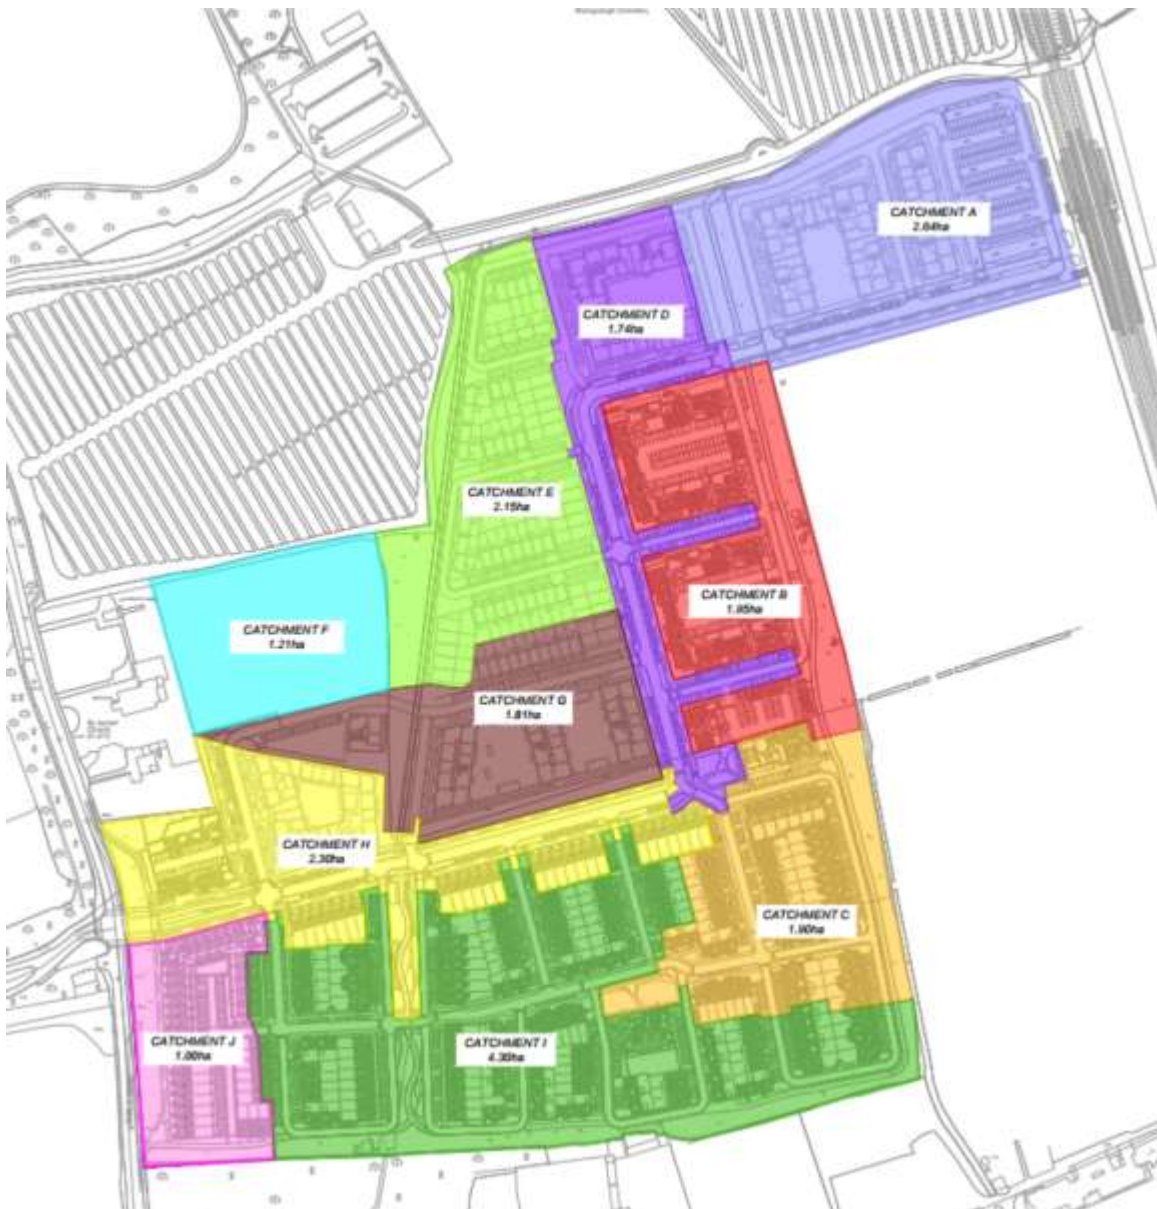 CATCHMENT A
2.64ha
CATCHMENT D
1.74ha
CATCHMENT E
2.15ha
CATCHMENT B
1.95ha
CATCHMENT F
1.21ha
CATCHMENT G
1.81ha
CATCHMENT H
2.30ha
CATCHMENT C
1.90ha
CATCHMENT J
1.00ha
CATCHMENT I
4.30ha